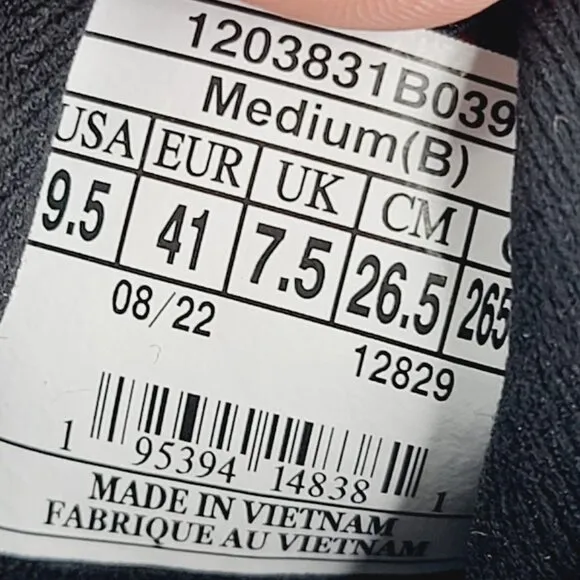 1203831B039
Medium(B)
USA EUR UK CM
9.5 41 7.5 26.5 265
08/22
12829
1 95394 14838 1
MADE IN VIETNAM
FABRIQUE AU VIETNAM